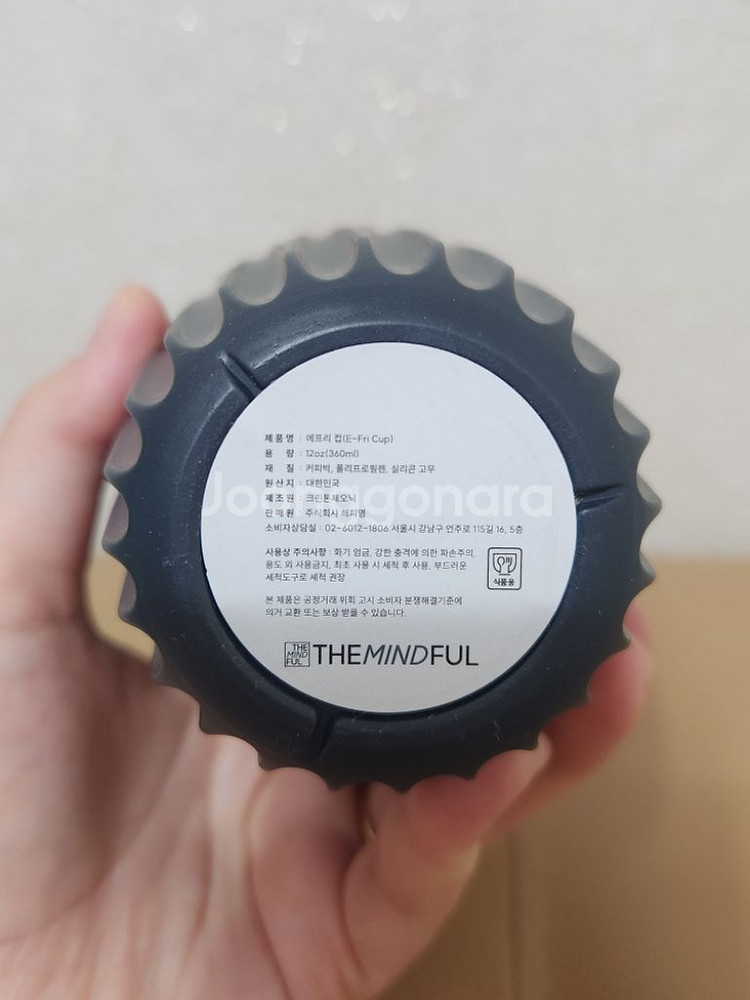 제품명 : 에프리 컵(E-Fri Cup)
용 량 : 12oz(360ml)
재 질 : 커피박, 폴리프로필렌, 실리콘 고무
원산지 : 대한민국
제조원 : 크린톤제오닉
판매원 : 주식회사 해피명
소비자상담실 : 02-6012-1806 서울시 강남구 언주로 115길 16, 5층
사용상 주의사항 : 화기 엄금, 강한 충격에 의한 파손주의,
용도 외 사용금지, 최초 사용 시 세척 후 사용, 부드러운
세척도구로 세척 권장
식품용
본 제품은 공정거래 위회 고시 소비자 분쟁해결기준에
의거 교환 또는 보상 받을 수 있습니다.
THE
MIND
FUL
THEMINDFUL
Joongagonara